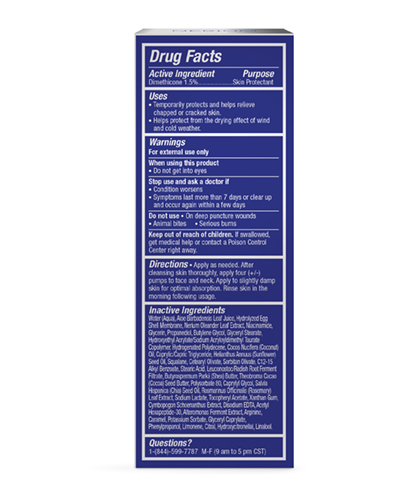 Drug Facts
Active Ingredient Purpose
Dimethicone 1.5% Skin Protectant
Uses
• Temporarily protects and helps relieve
chapped or cracked skin.
• Helps protect from the drying effect of wind
and cold weather.
Warnings
For external use only
When using this product
• Do not get into eyes
Stop use and ask a doctor if
• Condition worsens
• Symptoms last more than 7 days or clear up
and occur again within a few days
Do not use • On deep puncture wounds
• Animal bites • Serious burns
Keep out of reach of children. If swallowed,
get medical help or contact a Poison Control
Center right away.
Directions • Apply as needed. After
cleansing skin thoroughly, apply four (+/-)
pumps to face and neck. Apply to slightly damp
skin for optimal absorption. Rinse skin in the
morning following usage.
Inactive Ingredients
Water (Aqua), Aloe Barbadensis Leaf Juice, Hydrolyzed Egg
Shell Membrane, Nerium Oleander Leaf Extract, Niacinamide,
Glycerin, Propanediol, Butylene Glycol, Glyceryl Stearate,
Hydroxyethyl Acrylate/Sodium Acryloyldimethyl Taurate
Copolymer, Hydrogenated Polydecene, Cocos Nucifera (Coconut)
Oil, Caprylic/Capric Triglyceride, Helianthus Annuus (Sunflower)
Seed Oil, Squalane, Cetearyl Olivate, Sorbitan Olivate, C12-15
Alkyl Benzoate, Stearic Acid, Leuconostoc/Radish Root Ferment
Filtrate, Butyrospermum Parkii (Shea) Butter, Theobroma Cacao
(Cocoa) Seed Butter, Polysorbate 60, Caprylyl Glycol, Salvia
Hispanica (Chia Seed) Oil, Rosmarinus Officinalis (Rosemary)
Leaf Extract, Sodium Lactate, Tocopheryl Acetate, Xanthan Gum,
Cymbopogon Schoenanthus Extract, Disodium EDTA, Acetyl
Hexapeptide-30, Alteromonas Ferment Extract, Arginine,
Caramel, Potassium Sorbate, Glyceryl Caprylate,
Phenylpropanol, Limonene, Citral, Hydroxycitronellal, Linalool.
Questions?
1-(844)-599-7787 M-F (9 am to 5 pm CST)